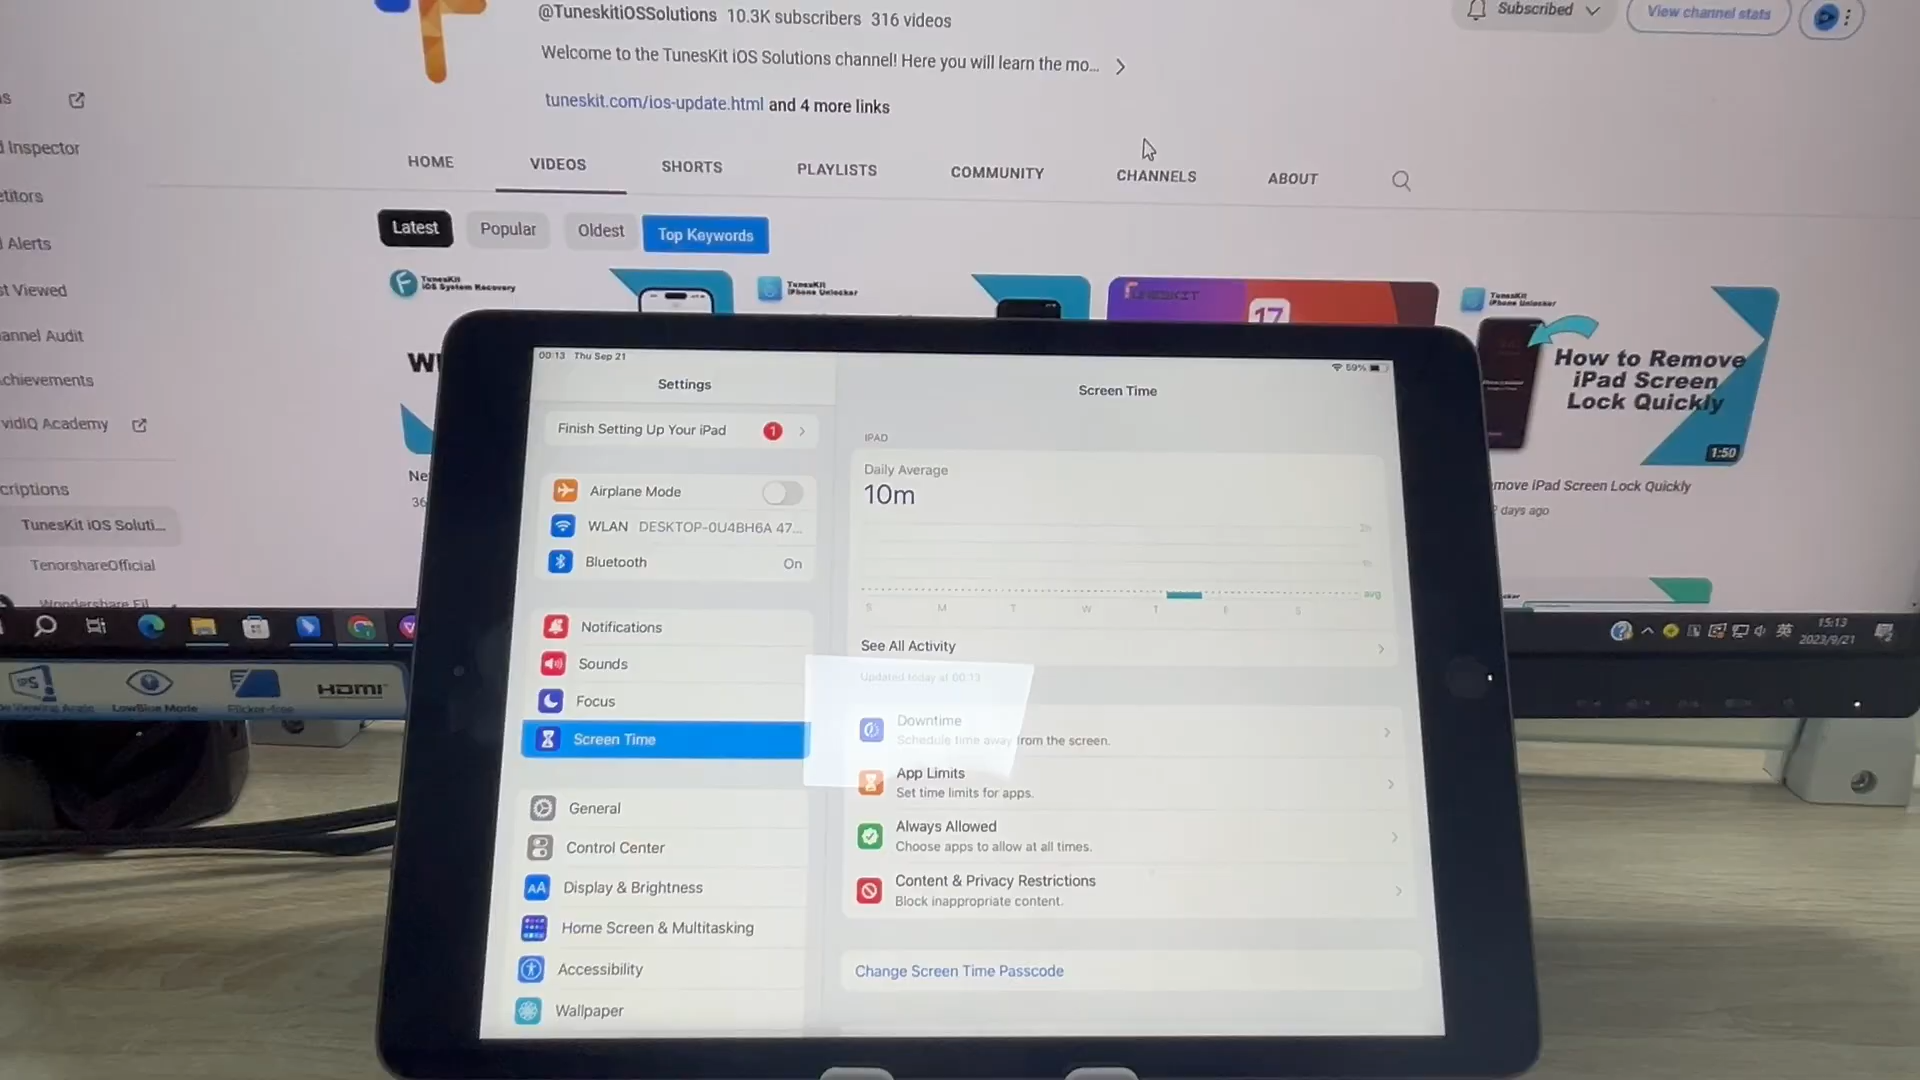 @TuneskitiOSSolutions 10.3K subscribers 316 videos
Subscribed
View channel stats
Welcome to the TunesKit iOS Solutions channel! Here you will learn the mo...
tuneskit.com/ios-update.html and 4 more links
HOME VIDEOS SHORTS PLAYLISTS COMMUNITY CHANNELS ABOUT
Latest Popular Oldest Top Keywords
Inspector
Alerts
Viewed
Audit
vidIQ Academy
TunesKit iOS Soluti...
TenorshareOfficial
TunesKit
iOS System Recovery
TunesKit
iPhone Unlocker
TUNESKIT
17
TunesKit
iPhone Unlocker
How to Remove
iPad Screen
Lock Quickly
1:50
move iPad Screen Lock Quickly
days ago
英
15:13
2023/9/21
IPS
LowBlue Mode
Flicker-free
HDMI
00:13 Thu Sep 21
59%
Settings
Finish Setting Up Your iPad
1
Airplane Mode
WLAN DESKTOP-0U4BH6A 47...
Bluetooth On
Notifications
Sounds
Focus
Screen Time
General
Control Center
AA Display & Brightness
Home Screen & Multitasking
Accessibility
Wallpaper
Screen Time
IPAD
Daily Average
10m
avg
S M T W T F S
See All Activity
Updated today at 00:13
Downtime
Schedule time away from the screen.
App Limits
Set time limits for apps.
Always Allowed
Choose apps to allow at all times.
Content & Privacy Restrictions
Block inappropriate content.
Change Screen Time Passcode